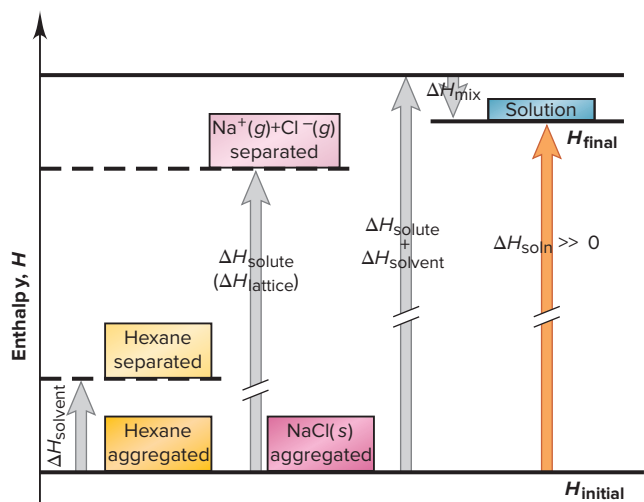 Enthalpy, H
ΔHmix
Solution
Hfinal
Na⁺(g)+Cl⁻(g)
separated
ΔHsolute
(ΔHlattice)
ΔHsolute
+
ΔHsolvent
ΔHsoln >> 0
Hexane
separated
ΔHsolvent
Hexane
aggregated
NaCl(s)
aggregated
Hinitial